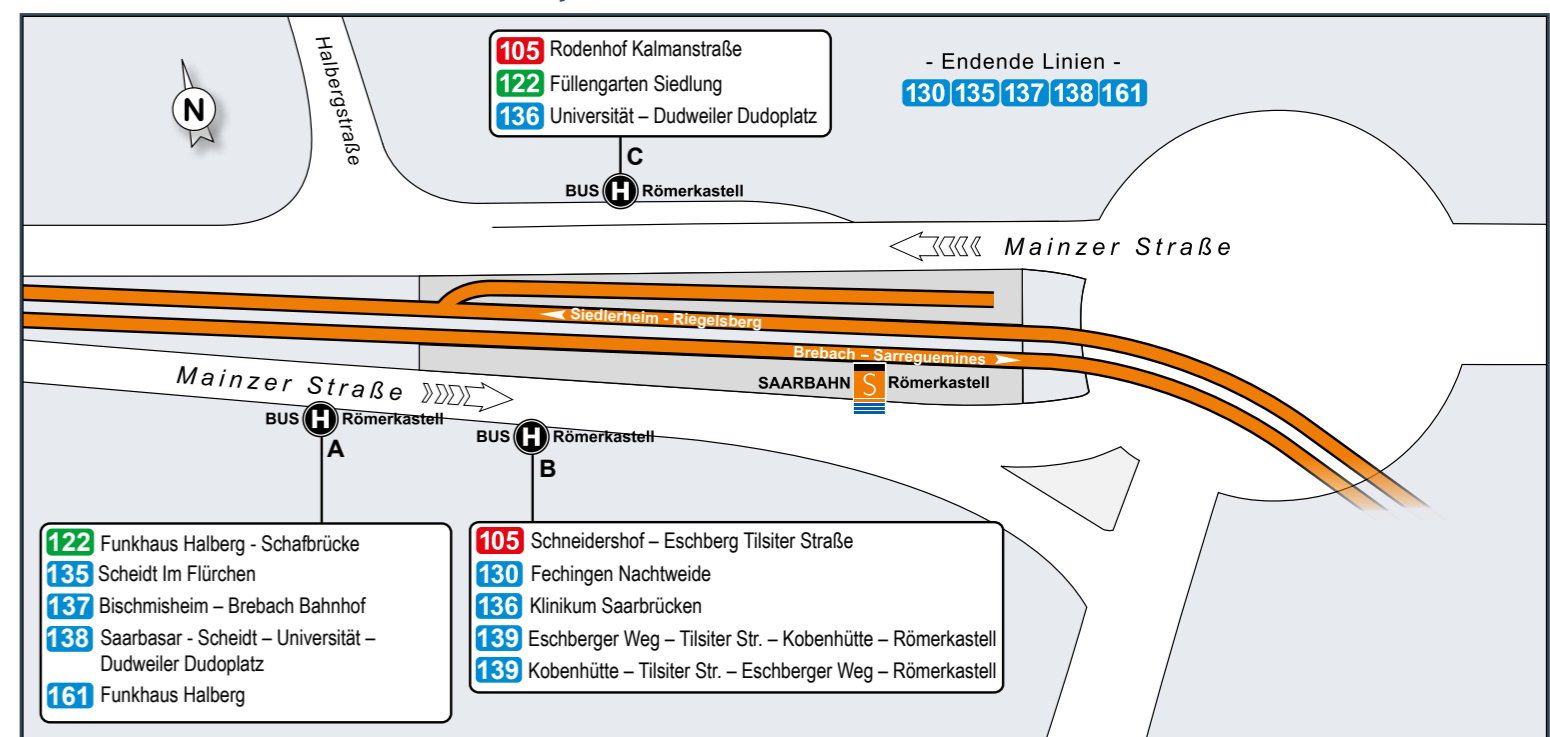 105 Rodenhof Kalmanstraße
122 Füllengarten Siedlung
136 Universität – Dudweiler Dudoplatz
- Endende Linien -
130 135 137 138 161
Halbergstraße
N
C
BUS H Römerkastell
Mainzer Straße
Siedlerheim - Riegelsberg
Brebach – Sarreguemines
SAARBAHN S Römerkastell
Mainzer Straße
BUS H Römerkastell
A
BUS H Römerkastell
B
122 Funkhaus Halberg - Schafbrücke
135 Scheidt Im Flürchen
137 Bischmisheim – Brebach Bahnhof
138 Saarbasar - Scheidt – Universität –
Dudweiler Dudoplatz
161 Funkhaus Halberg
105 Schneidershof – Eschberg Tilsiter Straße
130 Fechingen Nachtweide
136 Klinikum Saarbrücken
139 Eschberger Weg – Tilsiter Str. – Kobenhütte – Römerkastell
139 Kobenhütte – Tilsiter Str. – Eschberger Weg – Römerkastell